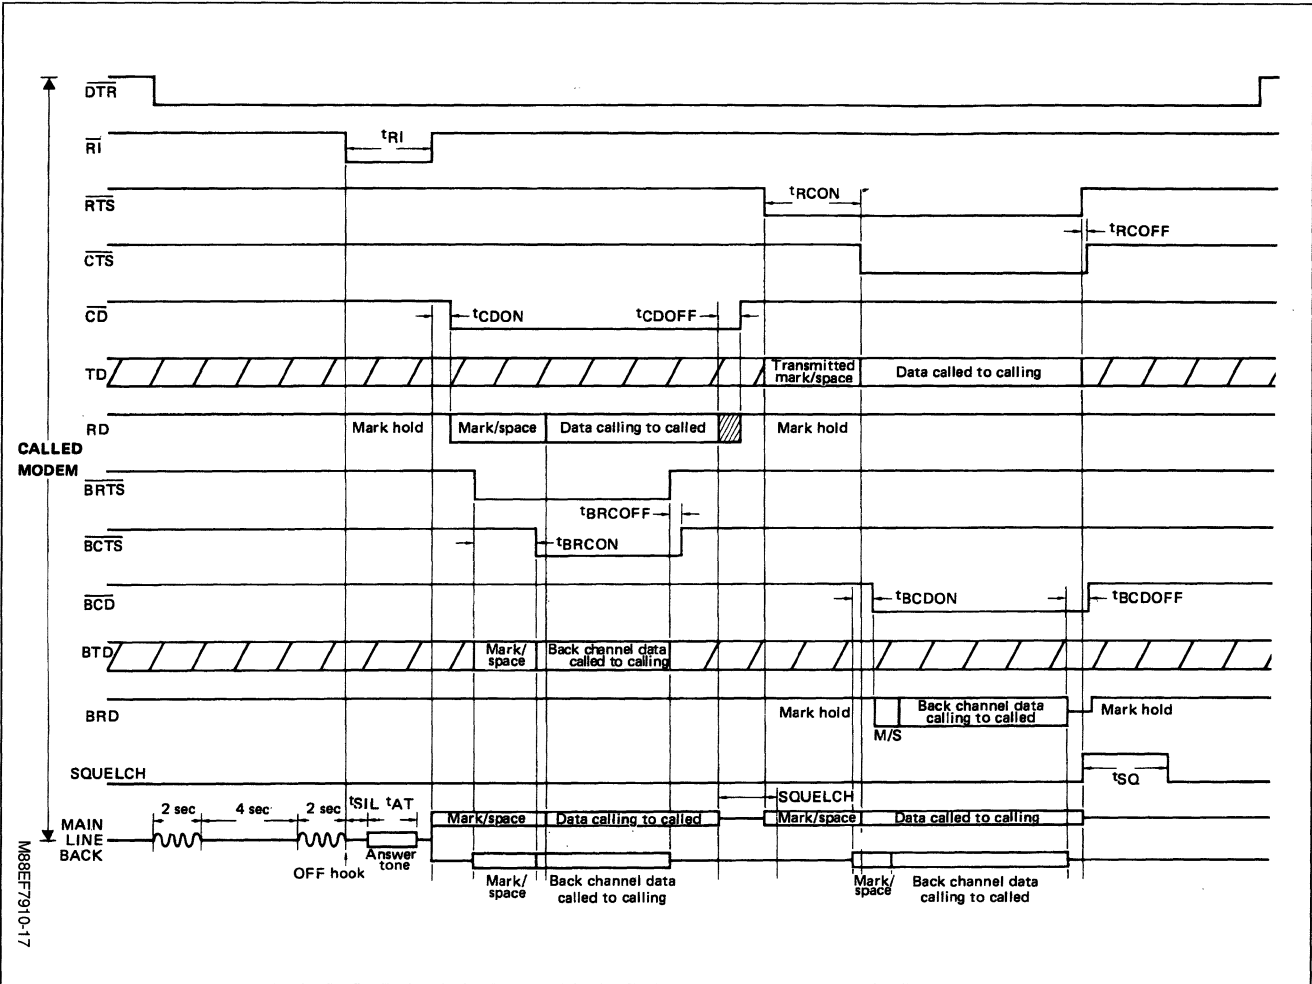 DTR
RI
tRI
RTS
tRCON
tRCOFF
CTS
CD
tCDON
tCDOFF
TD
Transmitted
mark/space
Data called to calling
RD
Mark hold
Mark/space
Data calling to called
Mark hold
CALLED
MODEM
BRTS
tBRCOFF
BCTS
tBRCON
BCD
tBCDON
tBCDOFF
BTD
Mark/
space
Back channel data
called to calling
BRD
Mark hold
M/S
Back channel data
calling to called
Mark hold
SQUELCH
tSQ
2 sec
4 sec
2 sec
tSIL
tAT
SQUELCH
MAIN
LINE
BACK
Mark/space
Data calling to called
Mark/space
Data called to calling
OFF hook
Answer
tone
Mark/
space
Back channel data
called to calling
Mark/
space
Back channel data
calling to called
M88EF7910-17